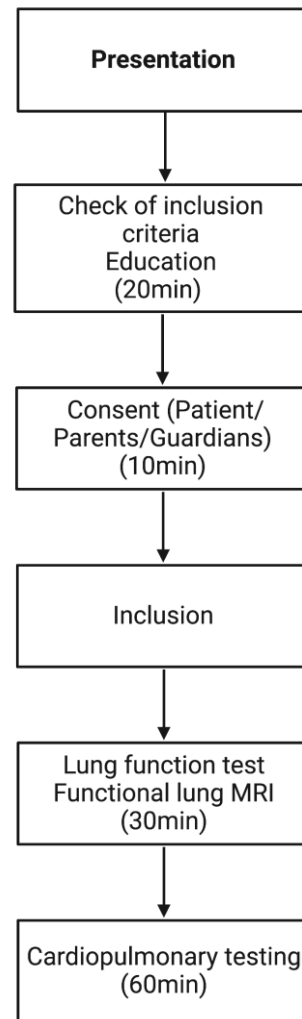 Presentation
Check of inclusion
criteria
Education
(20min)
Consent (Patient/
Parents/Guardians)
(10min)
Inclusion
Lung function test
Functional lung MRI
(30min)
Cardiopulmonary testing
(60min)